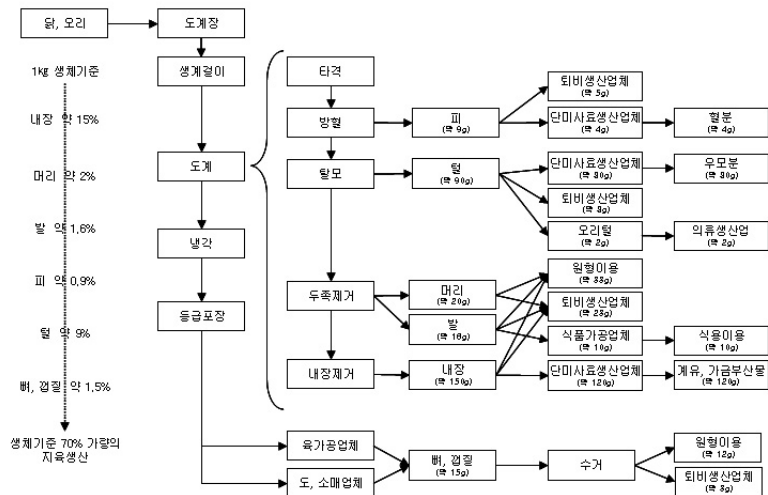 닭, 오리
도계장
1㎏ 생체기준
생계걸이
타격
퇴비생산업체
(약 5g)
내장 약 15%
방혈
피
(약 9g)
단미사료생산업체
(약 4g)
혈분
(약 4g)
도계
머리 약 2%
탈모
털
(약 90g)
단미사료생산업체
(약 80g)
우모분
(약 80g)
퇴비생산업체
(약 8g)
발 약 1,6%
냉각
오리털
(약 2g)
의류생산업
(약 2g)
피 약 0,9%
원형이용
(약 88g)
등급포장
두족제거
머리
(약 20g)
퇴비생산업체
(약 28g)
털 약 9%
발
(약 16g)
식품가공업체
(약 10g)
식용이용
(약 10g)
뼈, 껍질 약 1,5%
내장제거
내장
(약 150g)
단미사료생산업체
(약 120g)
계유, 가금부산물
(약 120g)
생체기준 70% 가량의
지육생산
육가공업체
원형이용
(약 12g)
뼈, 껍질
(약 15g)
수거
도, 소매업체
퇴비생산업체
(약 3g)